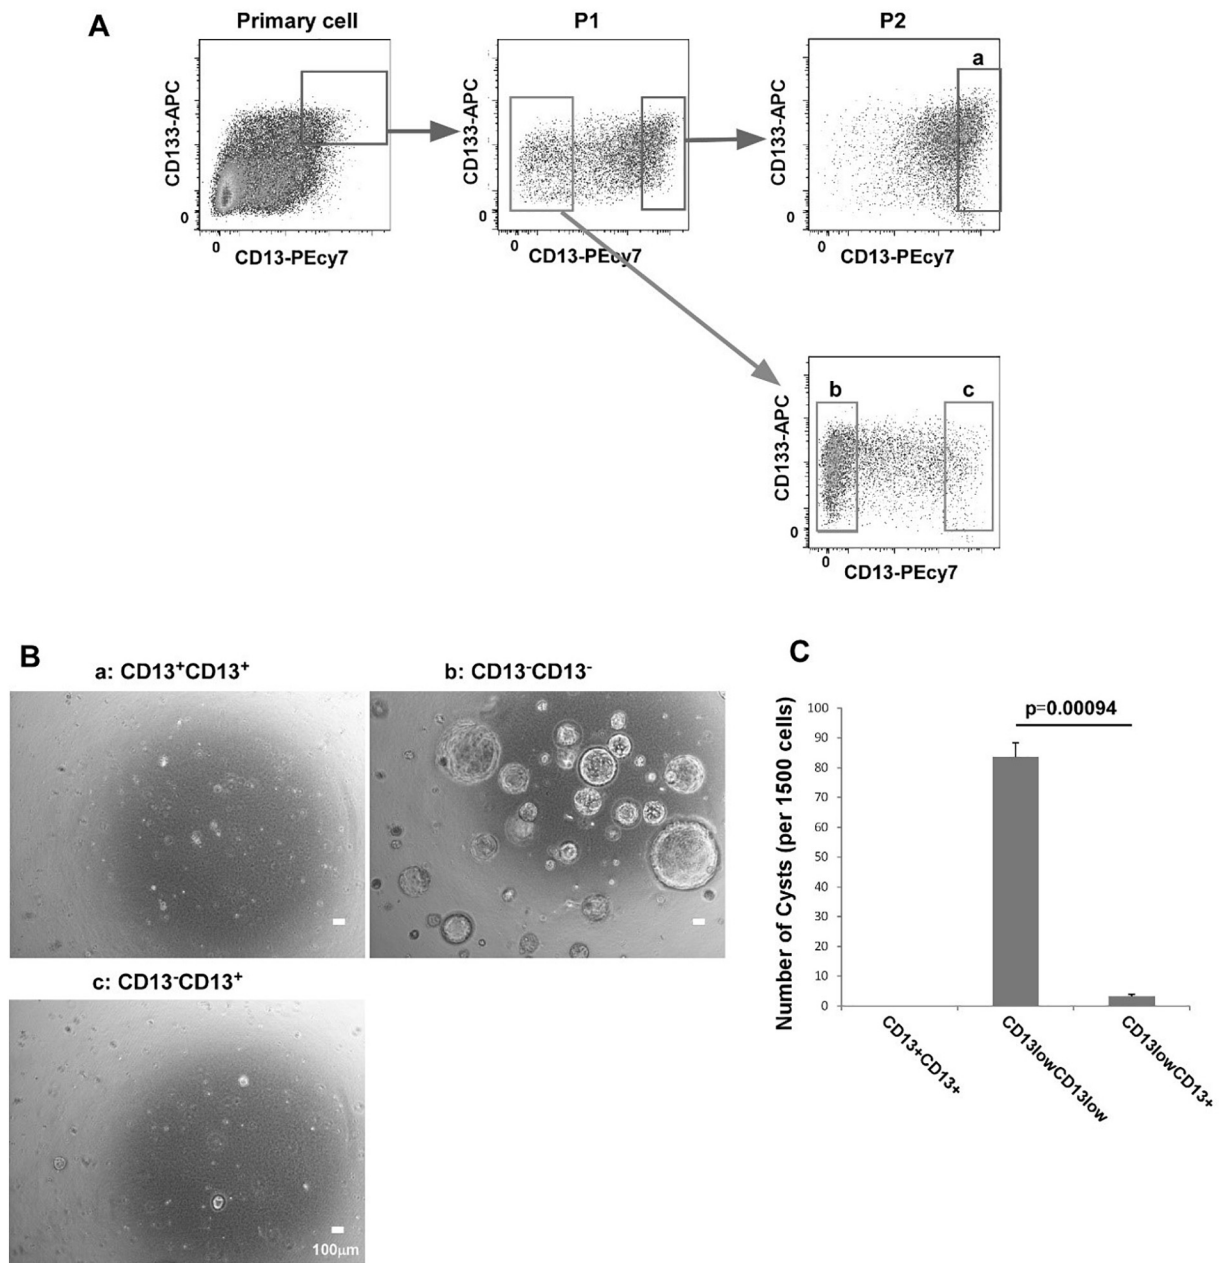 A
Primary cell
P1
P2
a
CD133-APC
CD133-APC
CD133-APC
0
0
0
0
0
0
CD13-PEcy7
CD13-PEcy7
CD13-PEcy7
b
c
CD133-APC
0
0
CD13-PEcy7
B
a: CD13⁺CD13⁺
b: CD13⁻CD13⁻
c: CD13⁻CD13⁺
100μm
C
p=0.00094
Number of Cysts (per 1500 cells)
100
90
80
70
60
50
40
30
20
10
0
CD13+CD13+
CD13lowCD13low
CD13lowCD13+